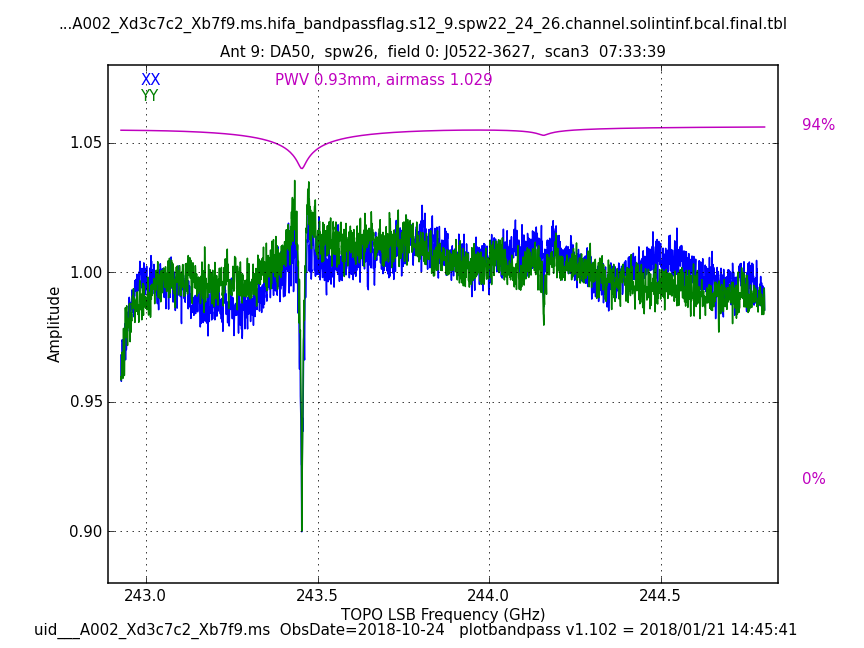 ...A002_Xd3c7c2_Xb7f9.ms.hifa_bandpassflag.s12_9.spw22_24_26.channel.solintinf.bcal.final.tbl
Ant 9: DA50,  spw26,  field 0: J0522-3627,  scan3  07:33:39
XX
PWV 0.93mm, airmass 1.029
YY
94%
1.05
1.00
Amplitude
0.95
0%
0.90
243.0 243.5 244.0 244.5
TOPO LSB Frequency (GHz)
uid___A002_Xd3c7c2_Xb7f9.ms  ObsDate=2018-10-24   plotbandpass v1.102 = 2018/01/21 14:45:41